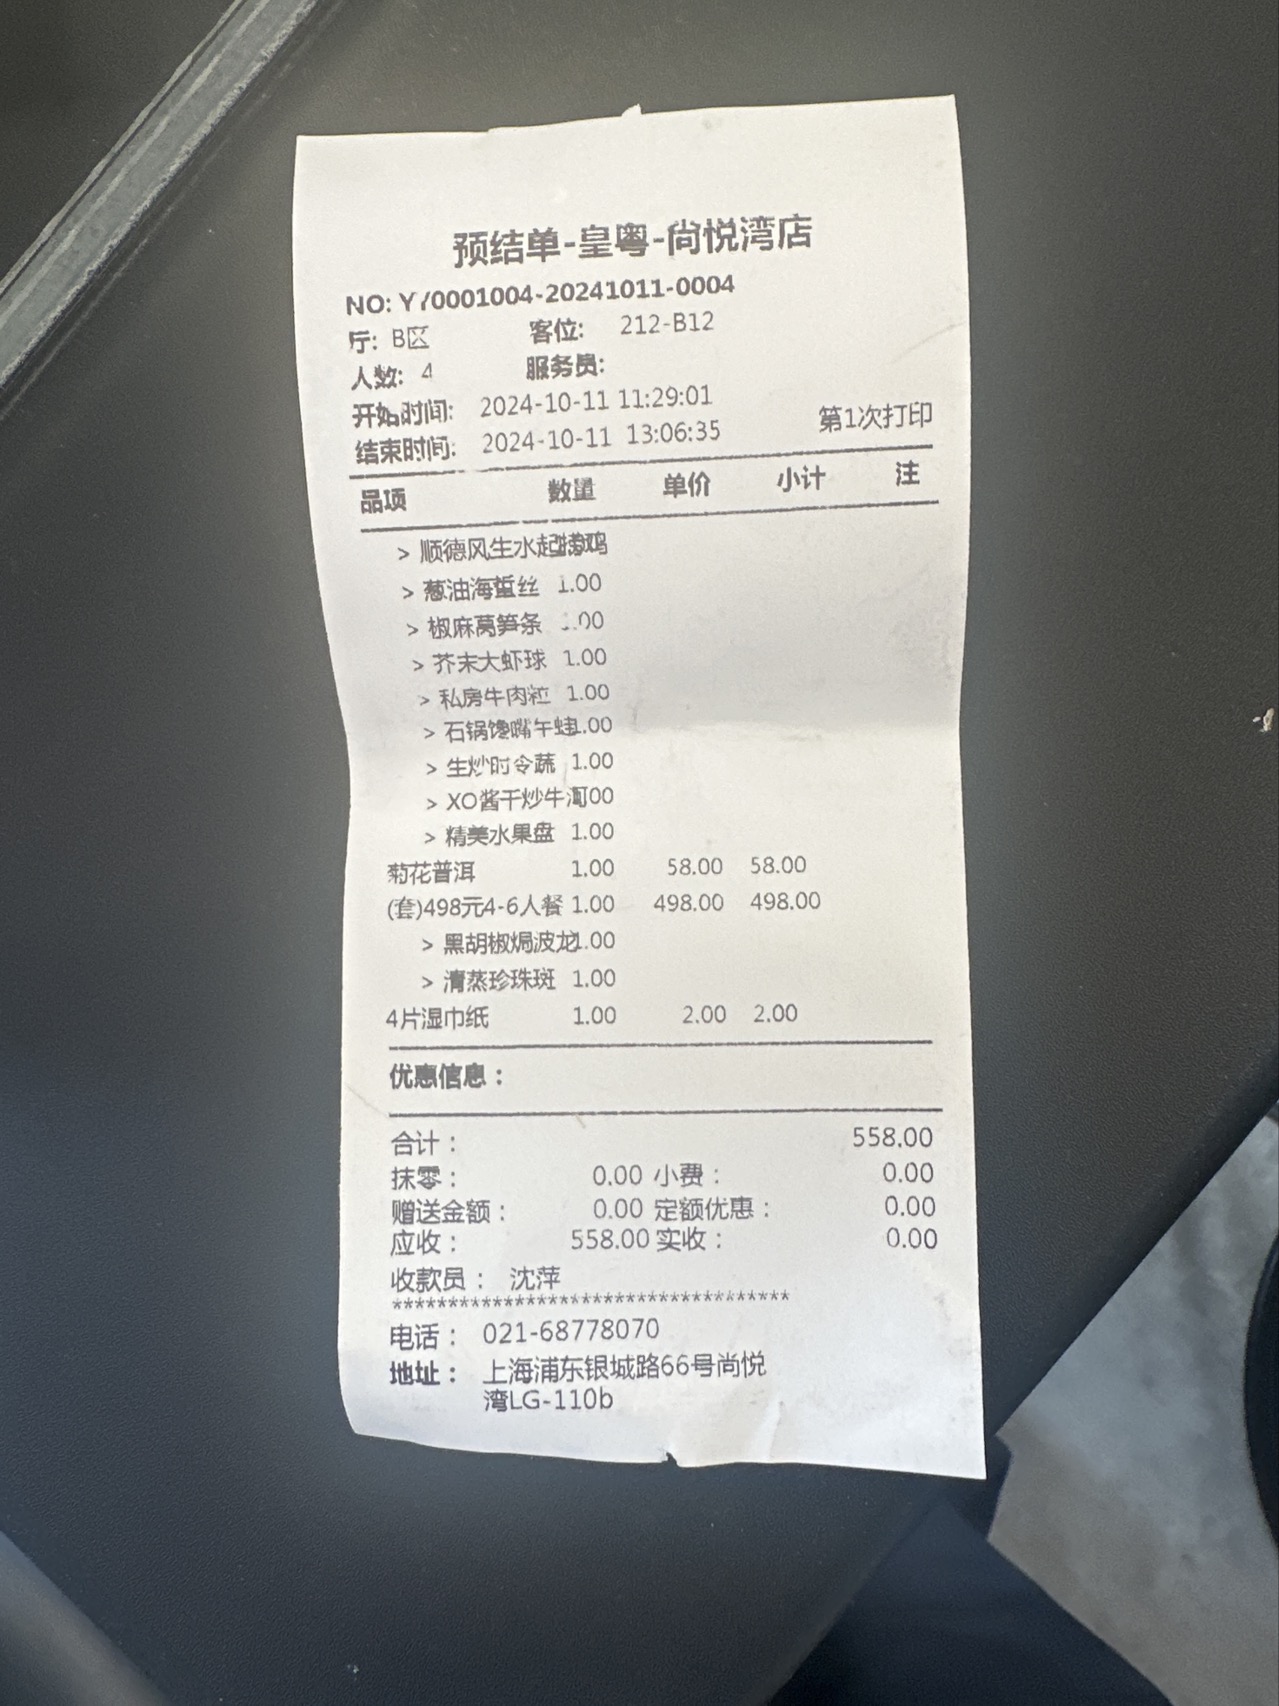 预结单-皇粤-尚悦湾店
NO: Y70001004-20241011-0004
厅: B区 客位: 212-B12
人数: 4 服务员:
开始时间: 2024-10-11 11:29:01
结束时间: 2024-10-11 13:06:35 第1次打印
品项 数量 单价 小计 注
> 顺德风生水起捞鸡
> 葱油海蜇丝 1.00
> 椒麻莴笋条 1.00
> 芥末大虾球 1.00
> 私房牛肉粒 1.00
> 石锅馋嘴牛蛙1.00
> 生炒时令蔬 1.00
> XO酱干炒牛河.00
> 精美水果盘 1.00
菊花普洱 1.00 58.00 58.00
(套)498元4-6人餐 1.00 498.00 498.00
> 黑胡椒焗波龙1.00
> 清蒸珍珠斑 1.00
4片湿巾纸 1.00 2.00 2.00
优惠信息：
合计： 558.00
抹零： 0.00 小费： 0.00
赠送金额： 0.00 定额优惠： 0.00
应收： 558.00 实收： 0.00
收款员： 沈萍
************************************
电话： 021-68778070
地址： 上海浦东银城路66号尚悦
湾LG-110b